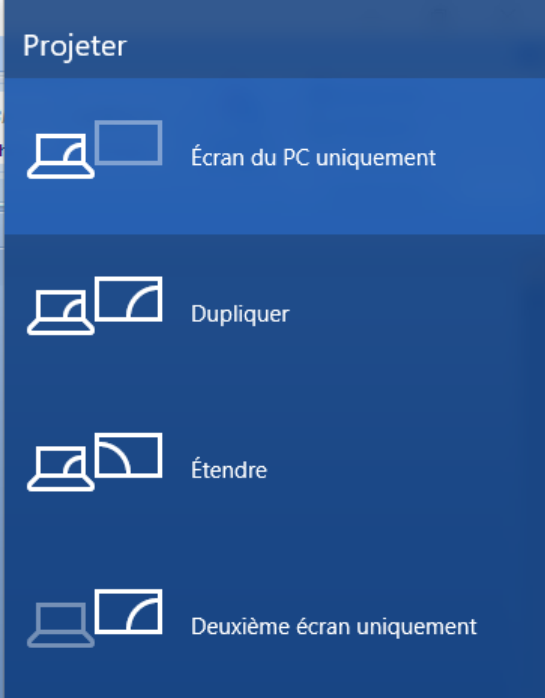 Projeter
Écran du PC uniquement
Dupliquer
Étendre
Deuxième écran uniquement